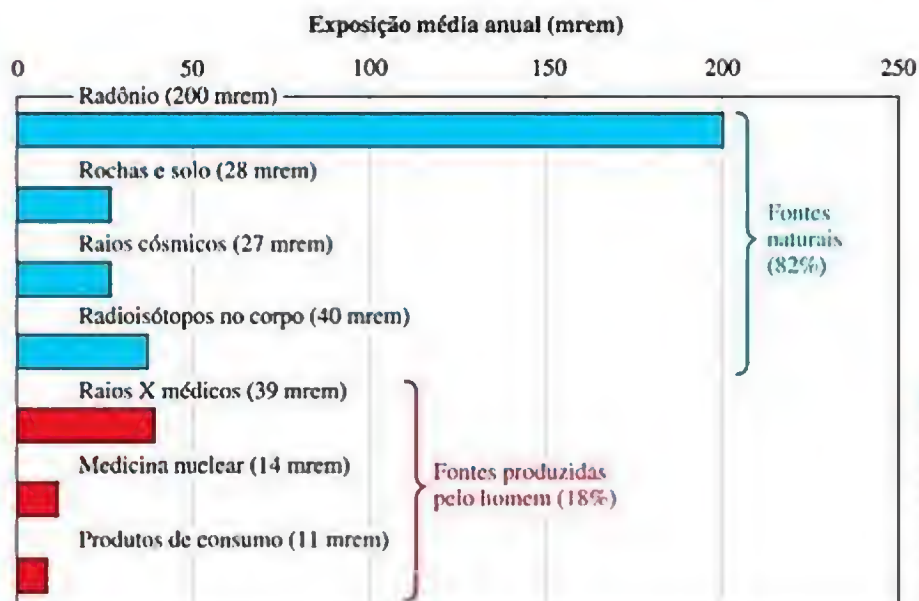 Exposição média anual (mrem)
0 50 100 150 200 250
Radônio (200 mrem)
Rochas e solo (28 mrem)
Raios cósmicos (27 mrem)
Fontes
naturais
(82%)
Radioisótopos no corpo (40 mrem)
Raios X médicos (39 mrem)
Medicina nuclear (14 mrem)
Fontes produzidas
pelo homem (18%)
Produtos de consumo (11 mrem)